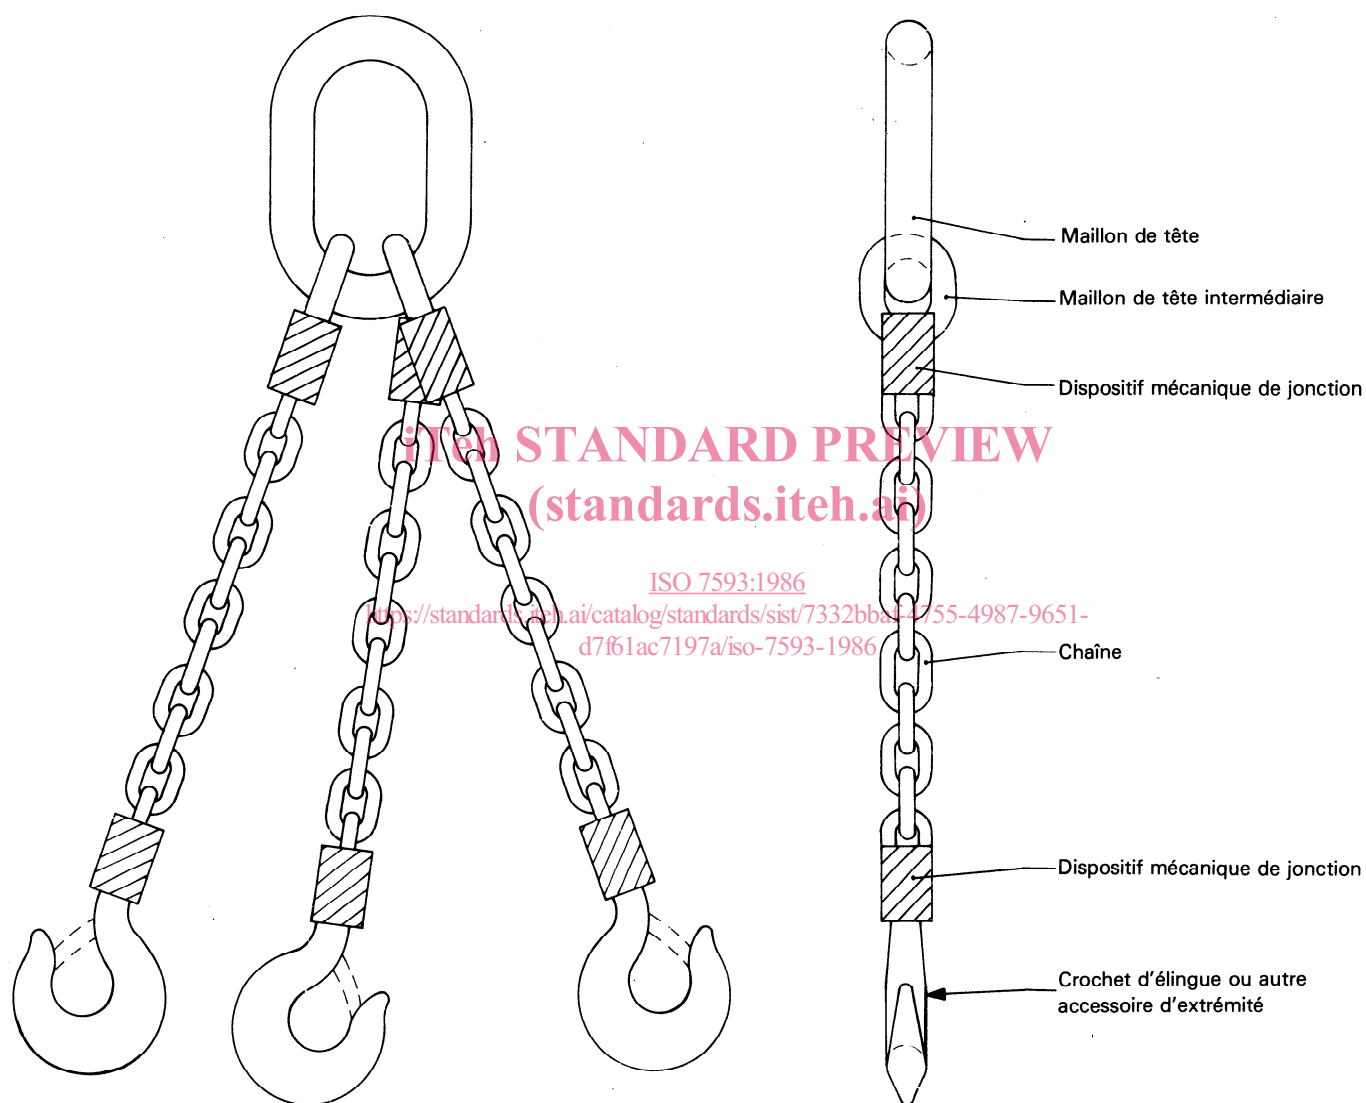 Maillon de tête
Maillon de tête intermédiaire
Dispositif mécanique de jonction
iTeh STANDARD PREVIEW
(standards.iteh.ai)
ISO 7593:1986
https://standards.iteh.ai/catalog/standards/sist/7332bbaf-4755-4987-9651-
d7f61ac7197a/iso-7593-1986
Chaîne
Dispositif mécanique de jonction
Crochet d'élingue ou autre
accessoire d'extrémité